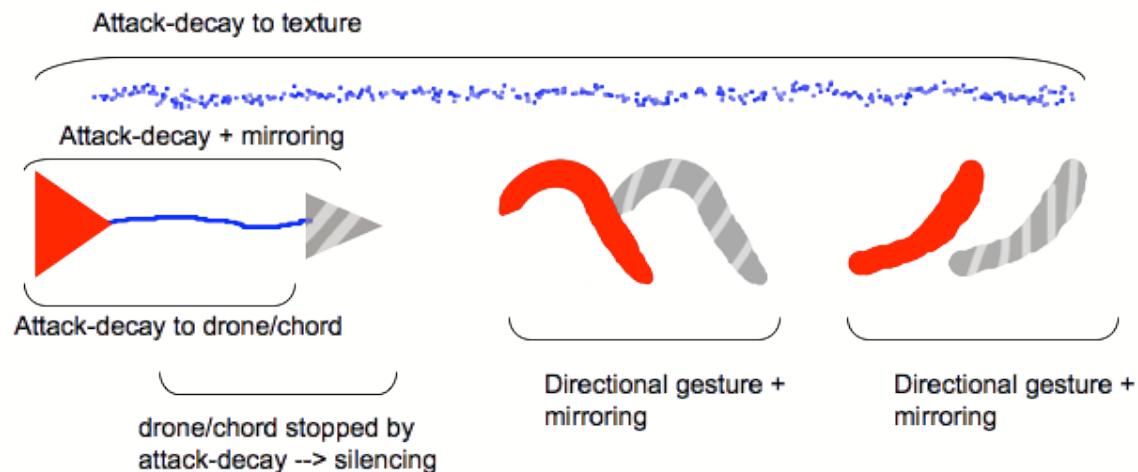 Attack-decay to texture
Attack-decay + mirroring
Attack-decay to drone/chord
Directional gesture +
mirroring
Directional gesture +
mirroring
drone/chord stopped by
attack-decay --> silencing